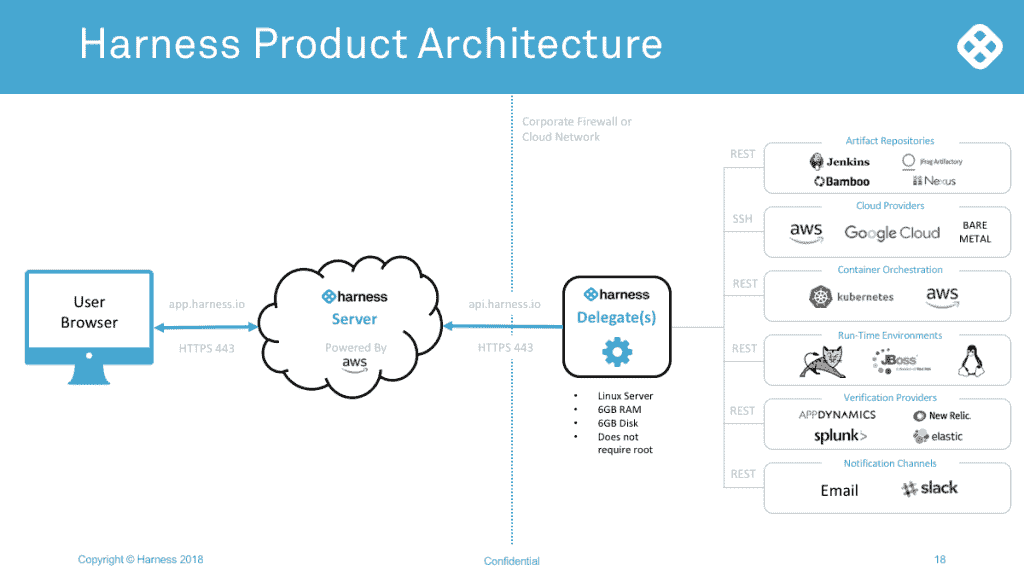 Harness Product Architecture
Corporate Firewall or
Cloud Network
User
Browser
app.harness.io
HTTPS 443
harness
Server
Powered By
aws
api.harness.io
HTTPS 443
harness
Delegate(s)
• Linux Server
• 6GB RAM
• 6GB Disk
• Does not
require root
REST
Artifact Repositories
Jenkins
JFrog Artifactory
Bamboo
Nexus
SSH
Cloud Providers
aws
Google Cloud
BARE
METAL
REST
Container Orchestration
kubernetes
aws
REST
Run-Time Environments
JBoss
REST
Verification Providers
APPDYNAMICS
New Relic.
splunk>
elastic
REST
Notification Channels
Email
slack
Copyright © Harness 2018
Confidential
18